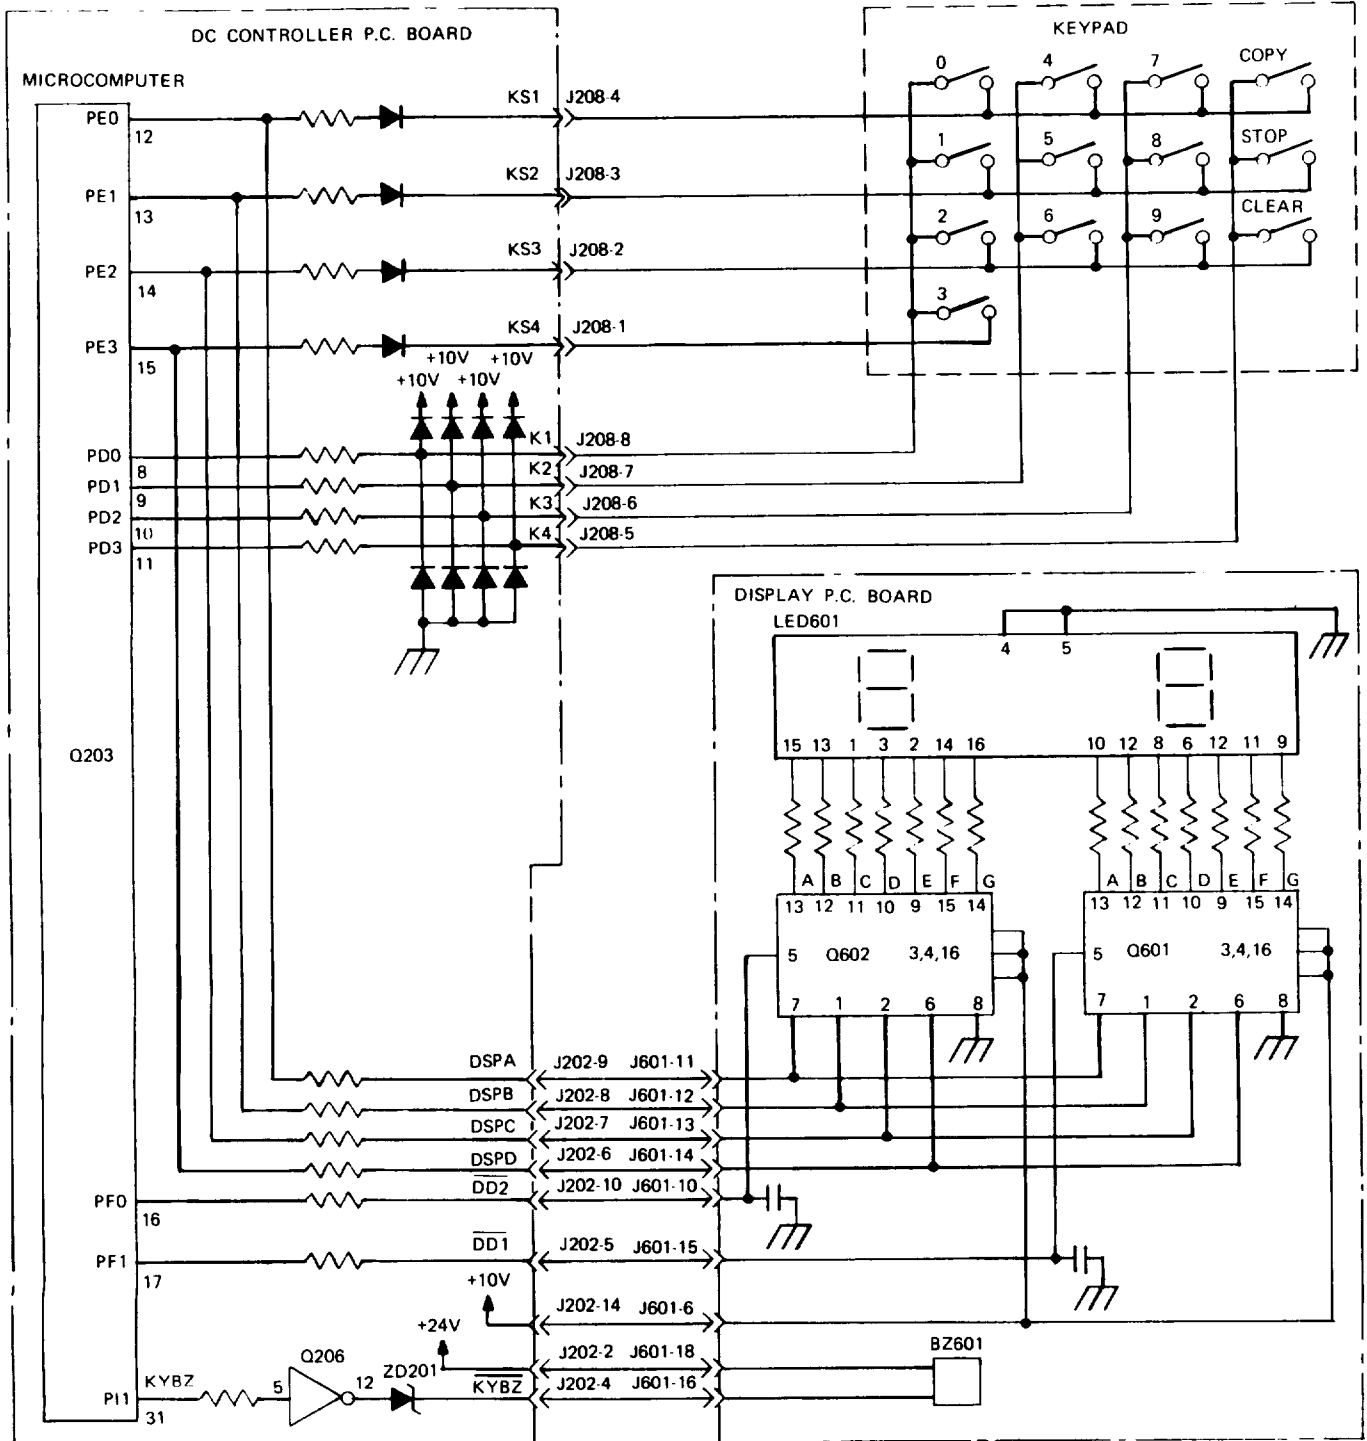 DC CONTROLLER P.C. BOARD
KEYPAD
MICROCOMPUTER
0 4 7 COPY
PE0 12 KS1 J208-4
1 5 8 STOP
PE1 13 KS2 J208-3
2 6 9 CLEAR
PE2 14 KS3 J208-2
3
PE3 15 KS4 J208-1
+10V +10V
+10V +10V
PD0 8 K1 J208-8
PD1 9 K2 J208-7
PD2 10 K3 J208-6
PD3 11 K4 J208-5
DISPLAY P.C. BOARD
LED601
4 5
Q203
15 13 1 3 2 14 16 10 12 8 6 12 11 9
A B C D E F G A B C D E F G
13 12 11 10 9 15 14 13 12 11 10 9 15 14
5 Q602 3,4,16 5 Q601 3,4,16
7 1 2 6 8 7 1 2 6 8
DSPA J202-9 J601-11
DSPB J202-8 J601-12
DSPC J202-7 J601-13
DSPD J202-6 J601-14
PF0 16 DD2 J202-10 J601-10
PF1 17 DD1 J202-5 J601-15
+10V
J202-14 J601-6
+24V
J202-2 J601-18 BZ601
Q206
ZD201
PI1 31 KYBZ 5 12 KYBZ J202-4 J601-16